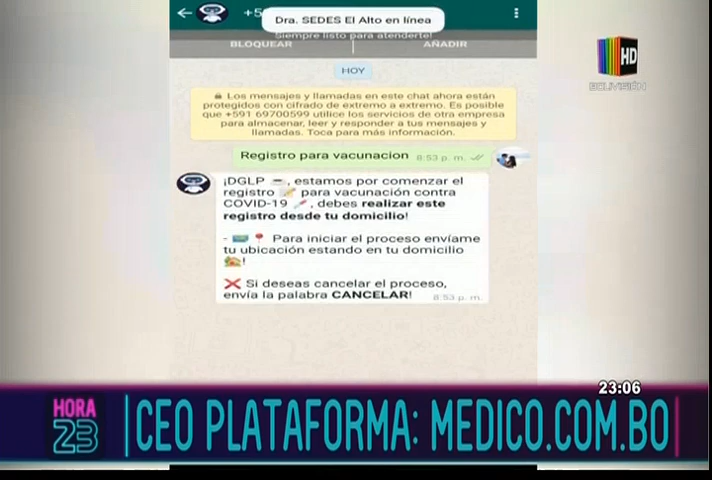 Dra. SEDES El Alto en línea
Siempre listo para atenderte!
BLOQUEAR
AÑADIR
HD
BOLIVISIÓN
HOY
Los mensajes y llamadas en este chat ahora están
protegidos con cifrado de extremo a extremo. Es posible
que +591 69700599 utilice los servicios de otra empresa
para almacenar, leer y responder a tus mensajes y
llamadas. Toca para más información.
Registro para vacunacion 8:53 p. m.
¡DGLP ☕, estamos por comenzar el
registro 📝 para vacunación contra
COVID-19 💉, debes realizar este
registro desde tu domicilio!
- 🗺️ 📍 Para iniciar el proceso envíame
tu ubicación estando en tu domicilio
🏡!
❌ Si deseas cancelar el proceso,
envía la palabra CANCELAR! 8:53 p. m.
23:06
HORA
23
CEO PLATAFORMA: MEDICO.COM.BO